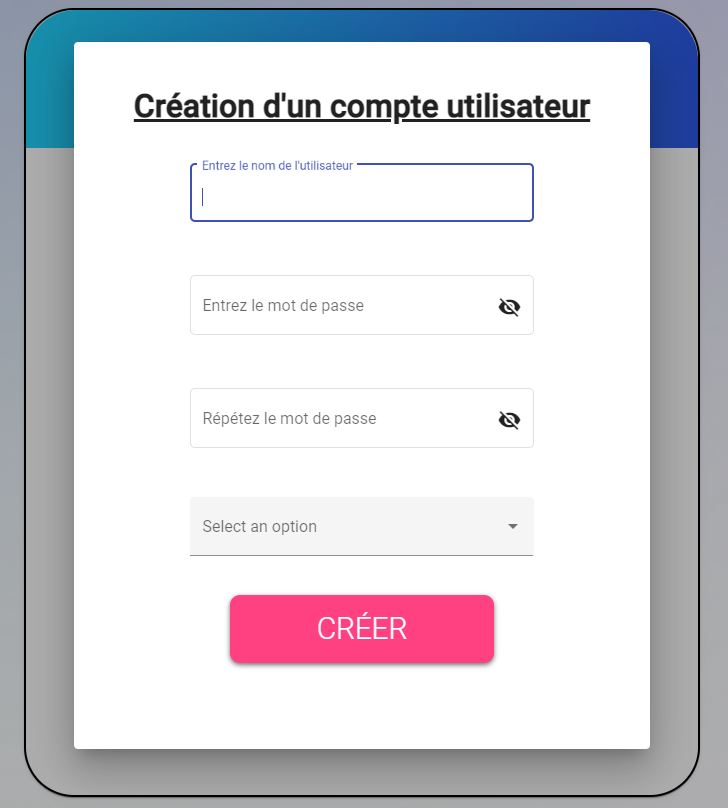 Création d'un compte utilisateur
Entrez le nom de l'utilisateur
Entrez le mot de passe
Répétez le mot de passe
Select an option
CRÉER